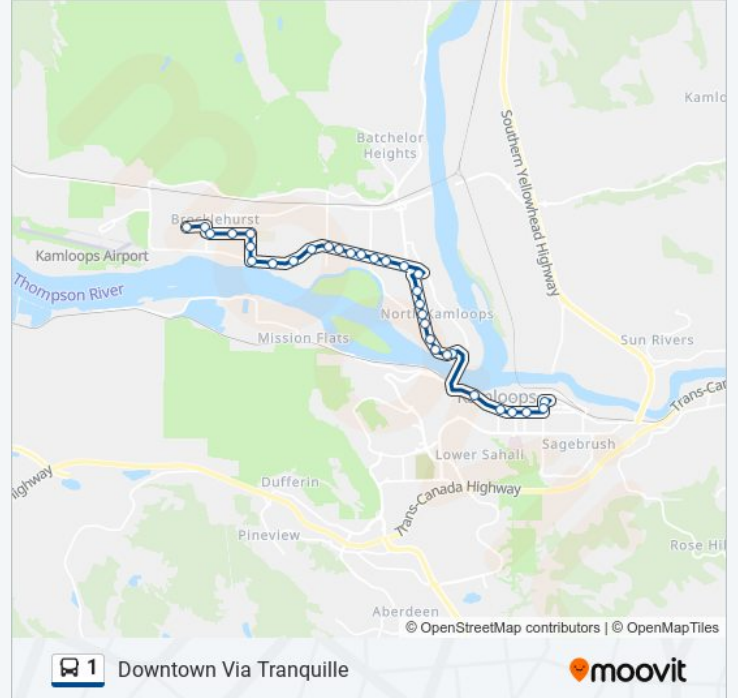 Kamlo
Batchelor
Heights
Southern Yellowhead Highway
Brocklehurst
Kamloops Airport
Thompson River
North Kamloops
Mission Flats
Sun Rivers
Kamloops
Trans-Car
Sagebrush
Lower Sahali
highway
Dufferin
Trans-Canada Highway
Pineview
Rose Hil
Aberdeen
© OpenStreetMap contributors | © OpenMapTiles
1 Downtown Via Tranquille
moovit